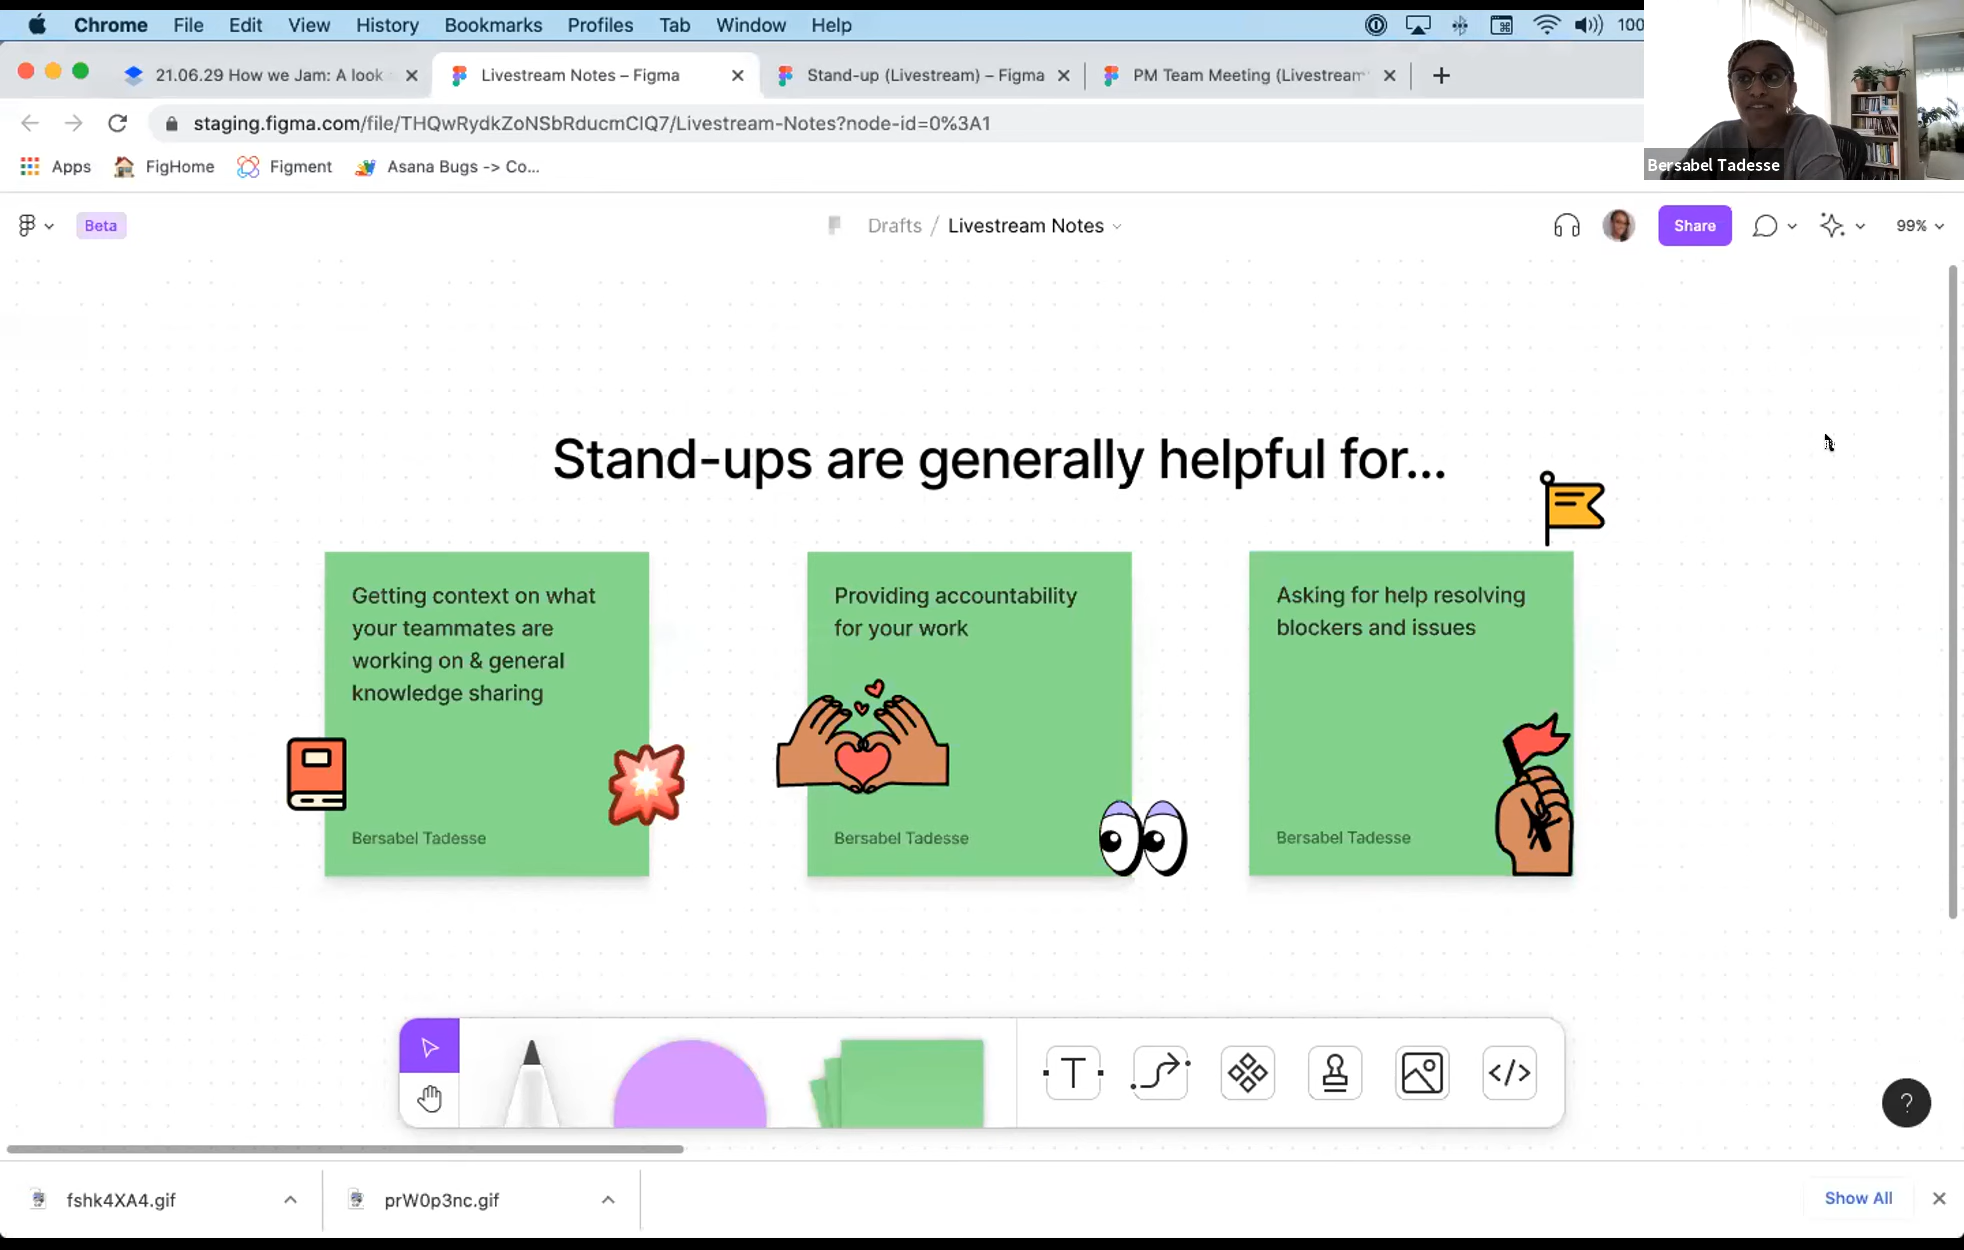 Chrome File Edit View History Bookmarks Profiles Tab Window Help 100
21.06.29 How we Jam: A look Livestream Notes – Figma Stand-up (Livestream) – Figma PM Team Meeting (Livestream
staging.figma.com/file/THQwRydkZoNSbRducmClQ7/Livestream-Notes?node-id=0%3A1
Apps FigHome Figment Asana Bugs -> Co...
Bersabel Tadesse
Beta Drafts / Livestream Notes Share 99%
Stand-ups are generally helpful for...
Getting context on what
your teammates are
working on & general
knowledge sharing
Bersabel Tadesse
Providing accountability
for your work
Bersabel Tadesse
Asking for help resolving
blockers and issues
Bersabel Tadesse
T </>
?
fshk4XA4.gif prW0p3nc.gif Show All